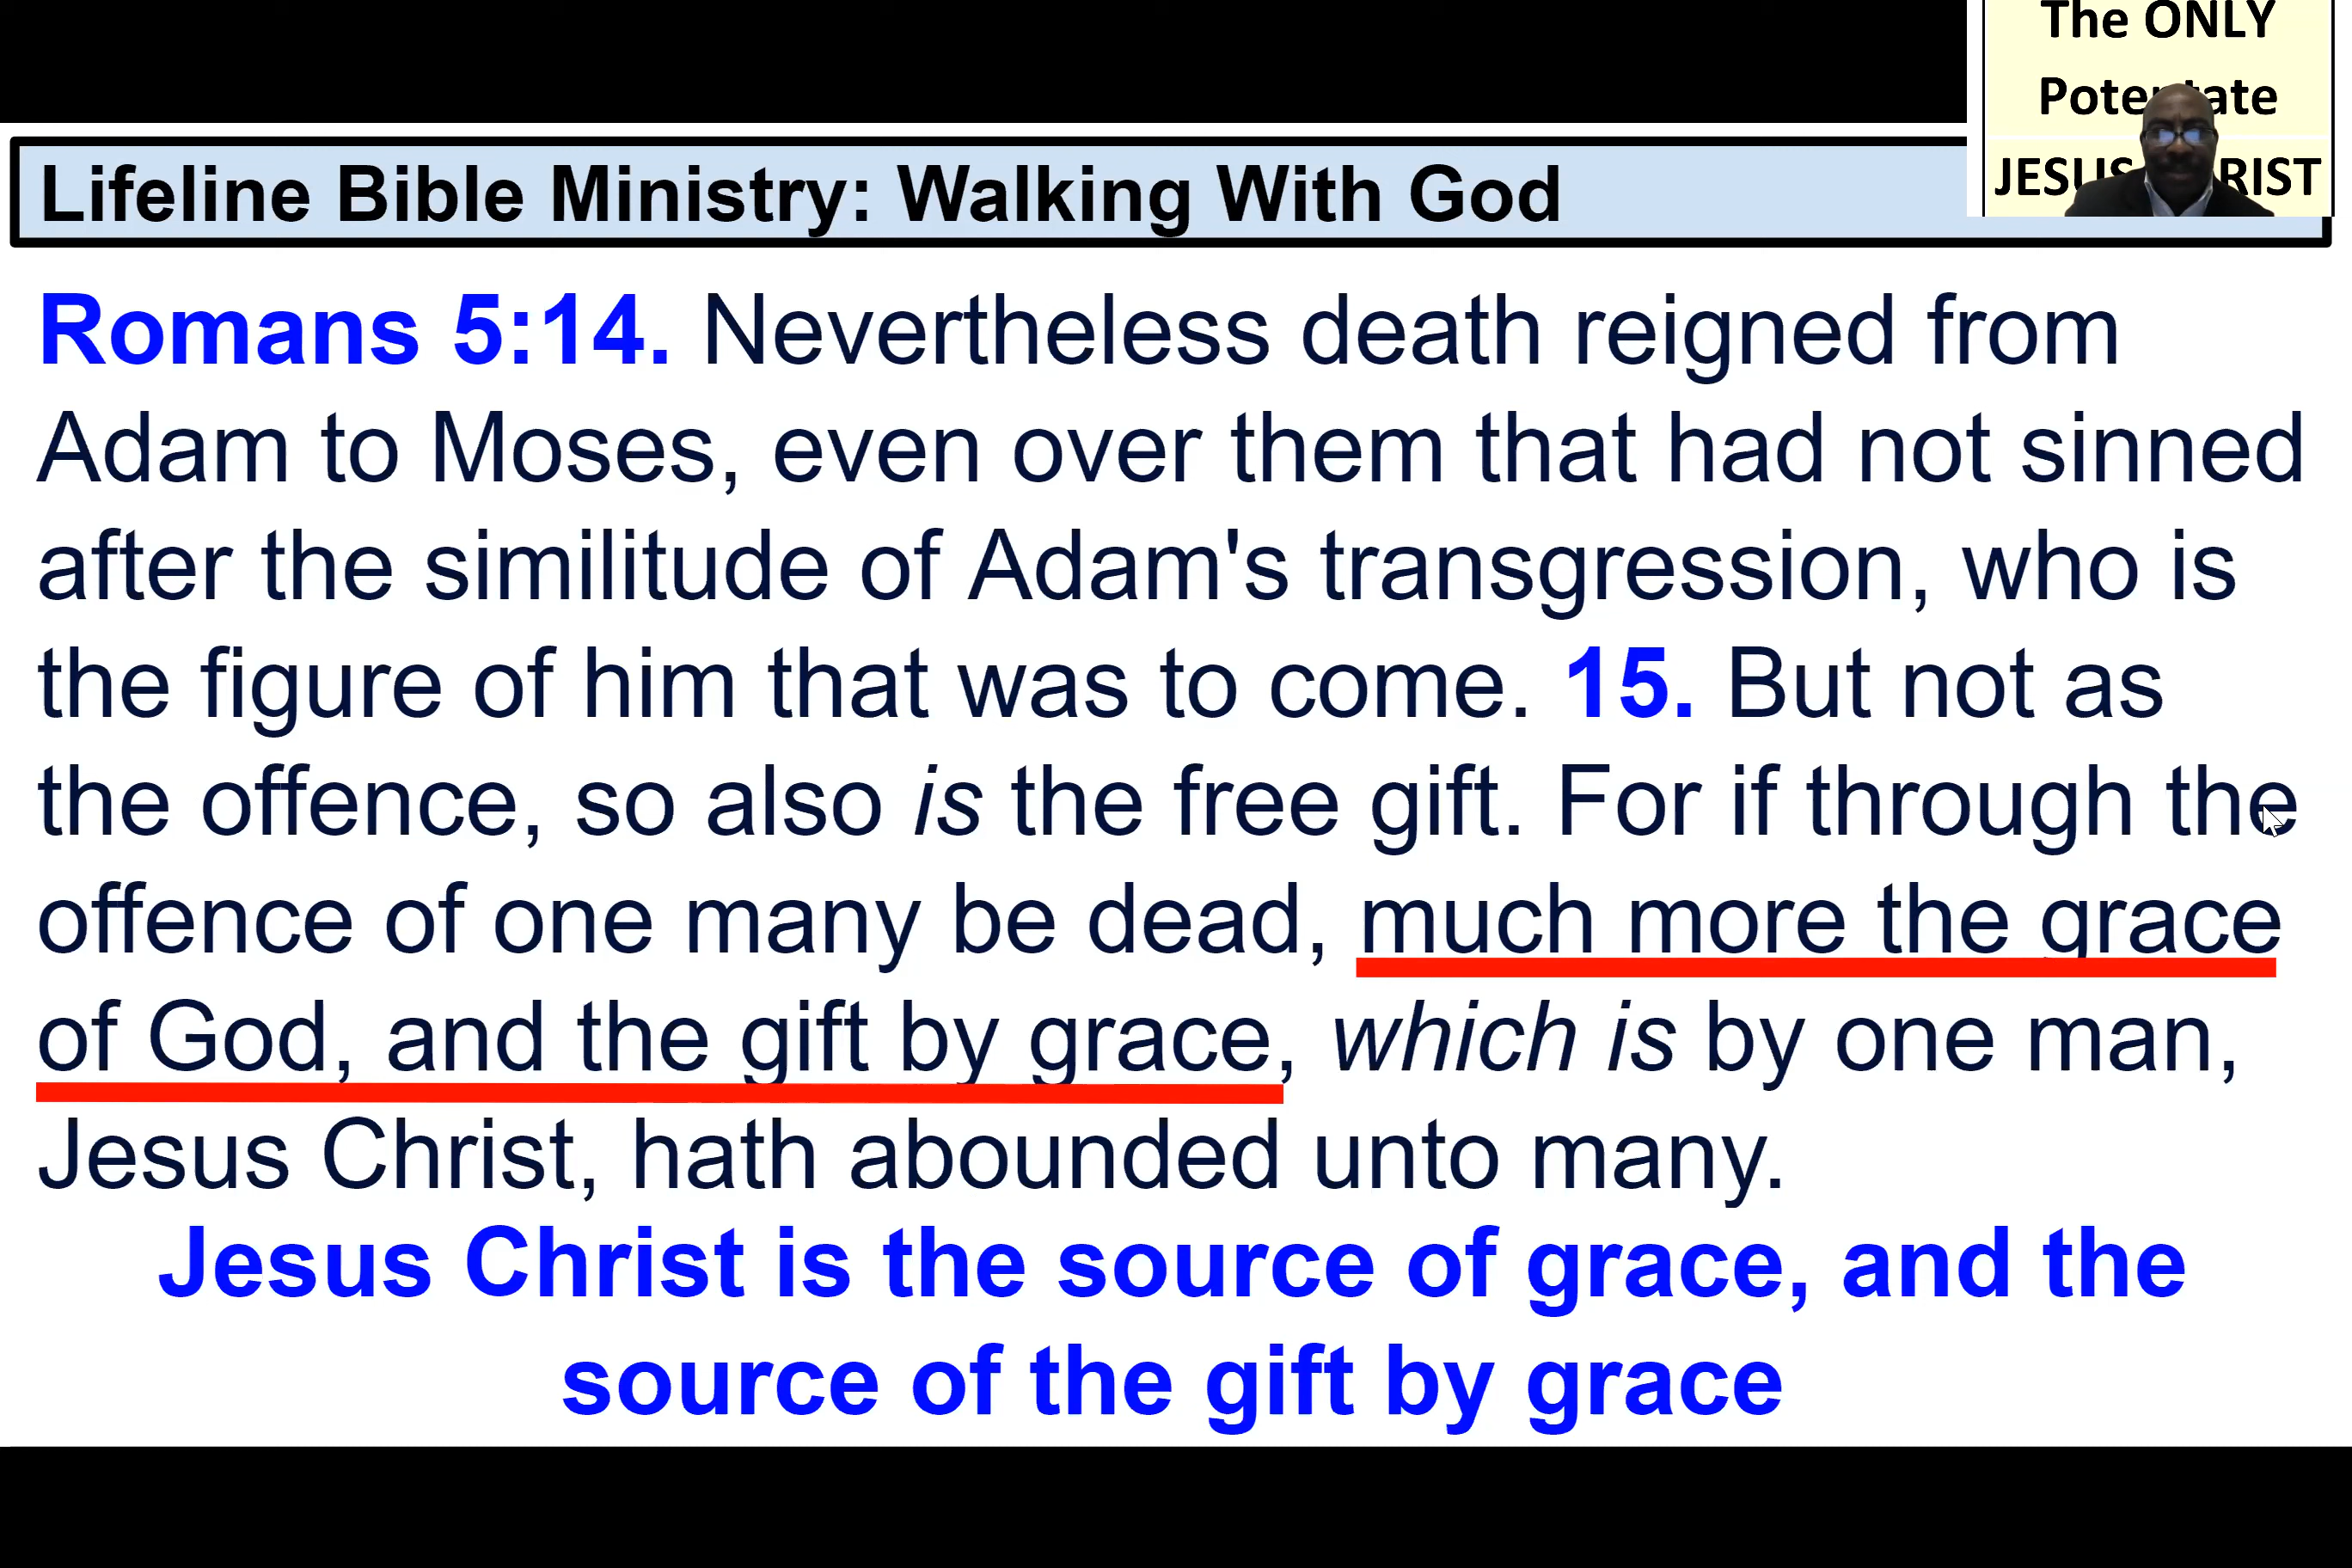 The ONLY
JESUS
Lifeline Bible Ministry: Walking With God
Romans 5:14. Nevertheless death reigned from
Adam to Moses, even over them that had not sinned
after the similitude of Adam's transgression, who is
the figure of him that was to come. 15. But not as
the offence, so also is the free gift. For if through the
offence of one many be dead, much more the grace
of God, and the gift by grace, which is by one man,
Jesus Christ, hath abounded unto many.
Jesus Christ is the source of grace, and the
source of the gift by grace